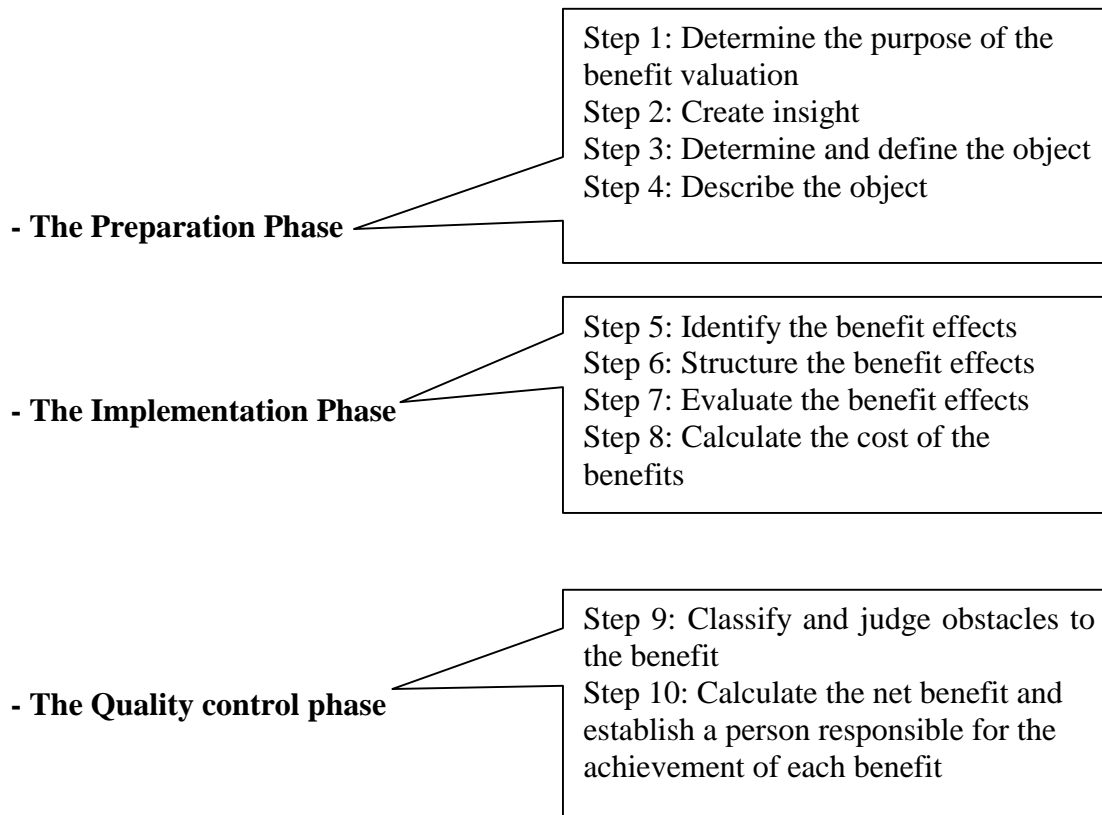 Step 1: Determine the purpose of the
benefit valuation
Step 2: Create insight
Step 3: Determine and define the object
Step 4: Describe the object
- The Preparation Phase
Step 5: Identify the benefit effects
Step 6: Structure the benefit effects
Step 7: Evaluate the benefit effects
Step 8: Calculate the cost of the
benefits
- The Implementation Phase
Step 9: Classify and judge obstacles to
the benefit
Step 10: Calculate the net benefit and
establish a person responsible for the
achievement of each benefit
- The Quality control phase